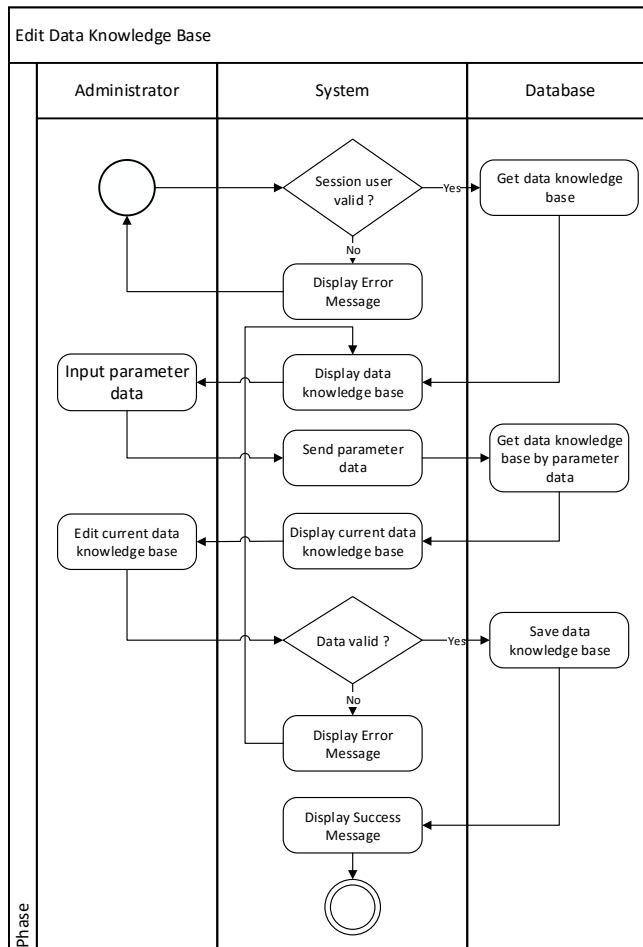 Edit Data Knowledge Base
Administrator
System
Database
Session user
valid ?
Yes
Get data knowledge
base
No
Display Error
Message
Input parameter
data
Display data
knowledge base
Send parameter
data
Get data knowledge
base by parameter
data
Edit current data
knowledge base
Display current data
knowledge base
Data valid ?
Yes
Save data
knowledge base
No
Display Error
Message
Display Success
Message
Phase